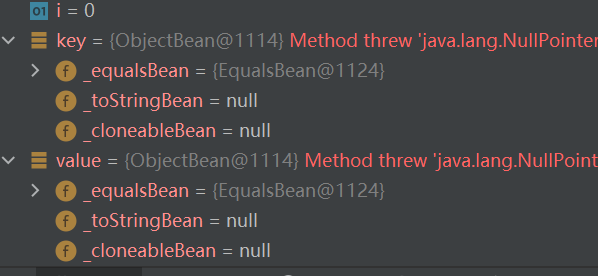 01 i = 0
key = {ObjectBean@1114} Method threw 'java.lang.NullPointer
f _equalsBean = {EqualsBean@1124}
f _toStringBean = null
f _cloneableBean = null
value = {ObjectBean@1114} Method threw 'java.lang.NullPoint
f _equalsBean = {EqualsBean@1124}
f _toStringBean = null
f _cloneableBean = null